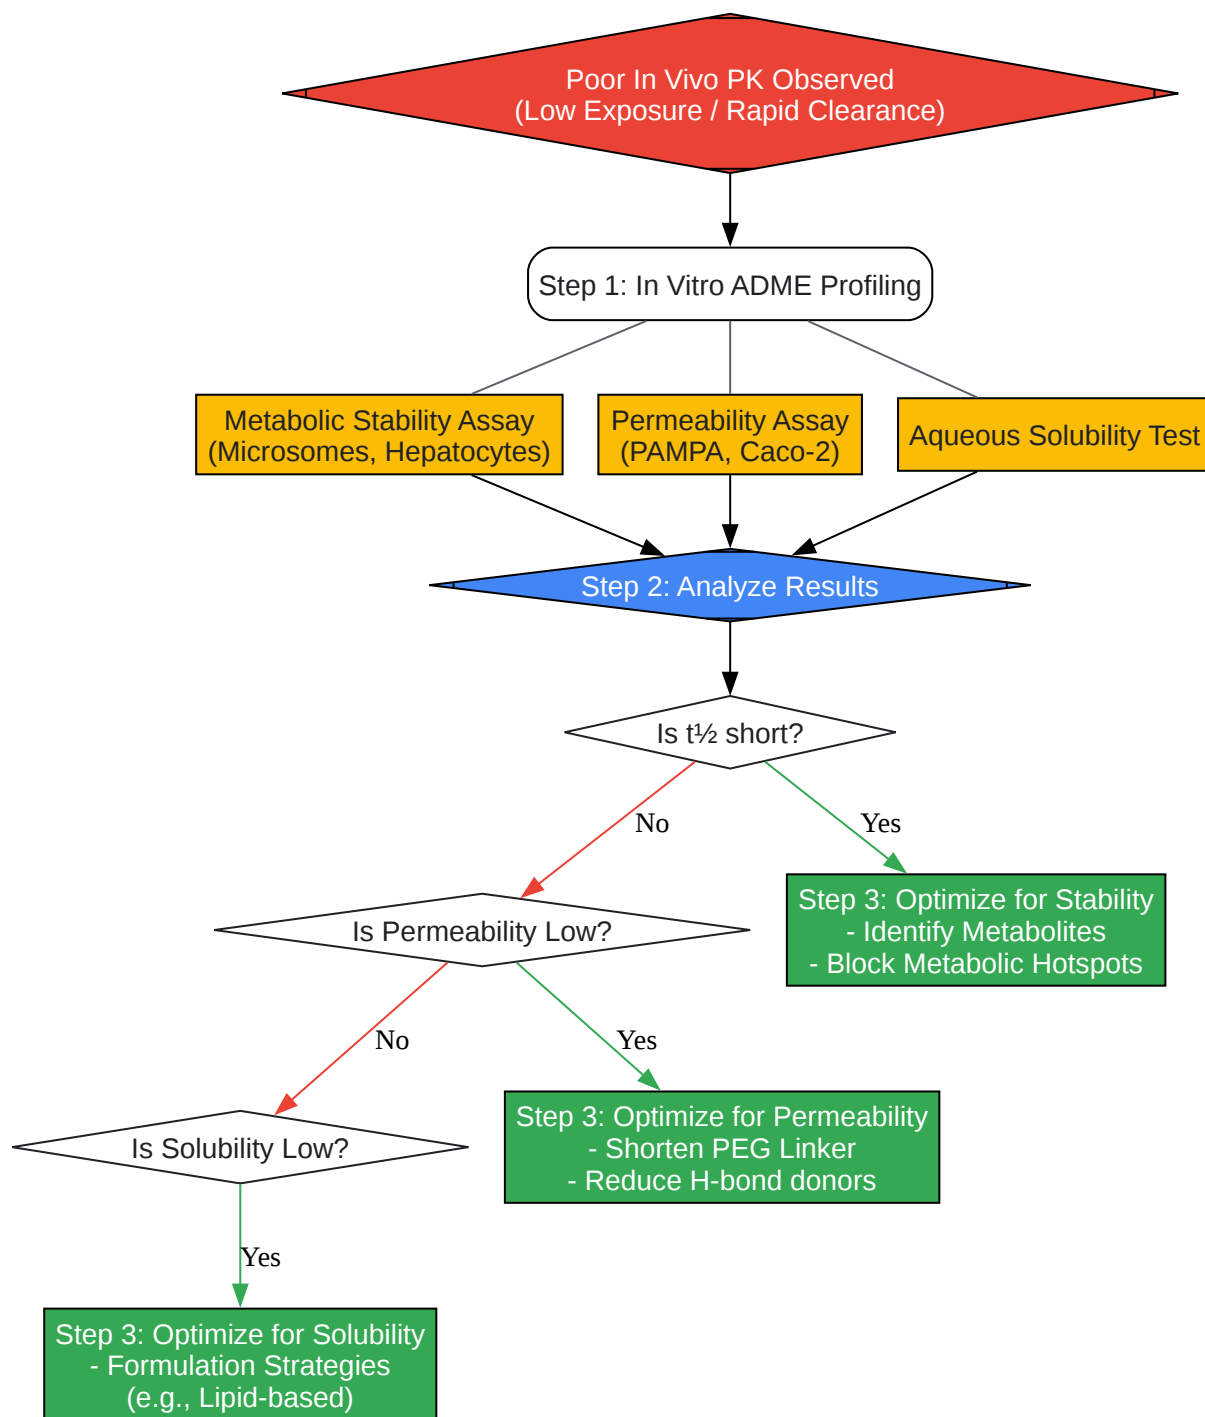 Poor In Vivo PK Observed
(Low Exposure / Rapid Clearance)
Step 1: In Vitro ADME Profiling
Metabolic Stability Assay
(Microsomes, Hepatocytes)
Permeability Assay
(PAMPA, Caco-2)
Aqueous Solubility Test
Step 2: Analyze Results
Is t½ short?
No
Yes
Step 3: Optimize for Stability
- Identify Metabolites
- Block Metabolic Hotspots
Is Permeability Low?
No
Yes
Step 3: Optimize for Permeability
- Shorten PEG Linker
- Reduce H-bond donors
Is Solubility Low?
Yes
Step 3: Optimize for Solubility
- Formulation Strategies
(e.g., Lipid-based)